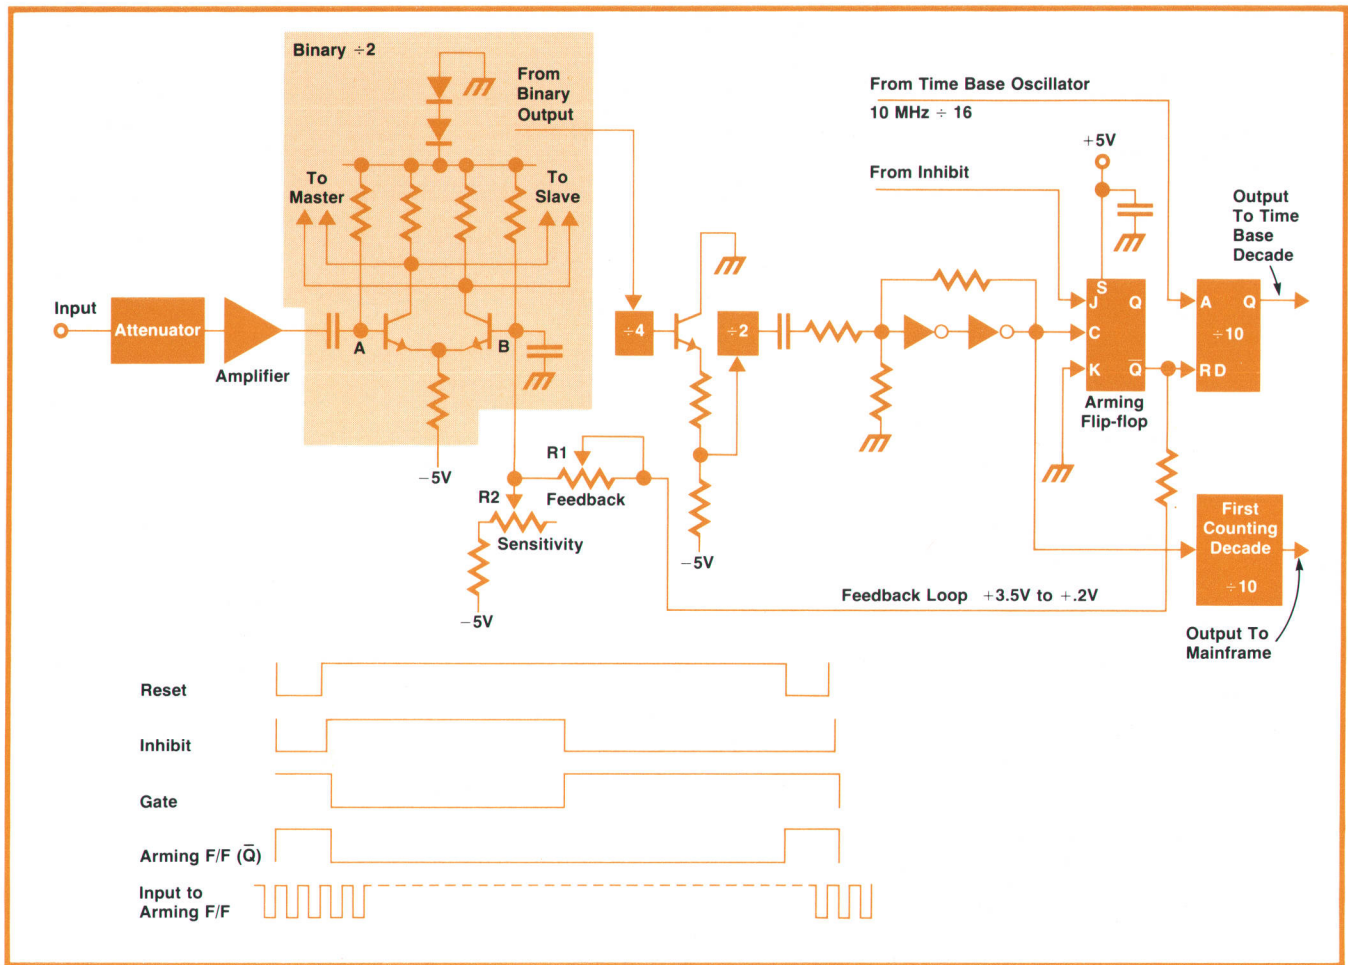 Binary ÷2
From
Binary
Output
To
Master
To
Slave
Input
Attenuator
Amplifier
A
B
−5V
R1
Feedback
R2
Sensitivity
−5V
÷4
÷2
−5V
From Time Base Oscillator
10 MHz ÷ 16
From Inhibit
+5V
S
J Q
C
K Q̅
Arming
Flip-flop
A Q
÷10
RD
Output
To Time
Base
Decade
First
Counting
Decade
÷10
Output To
Mainframe
Feedback Loop +3.5V to +.2V
Reset
Inhibit
Gate
Arming F/F (Q̅)
Input to
Arming F/F